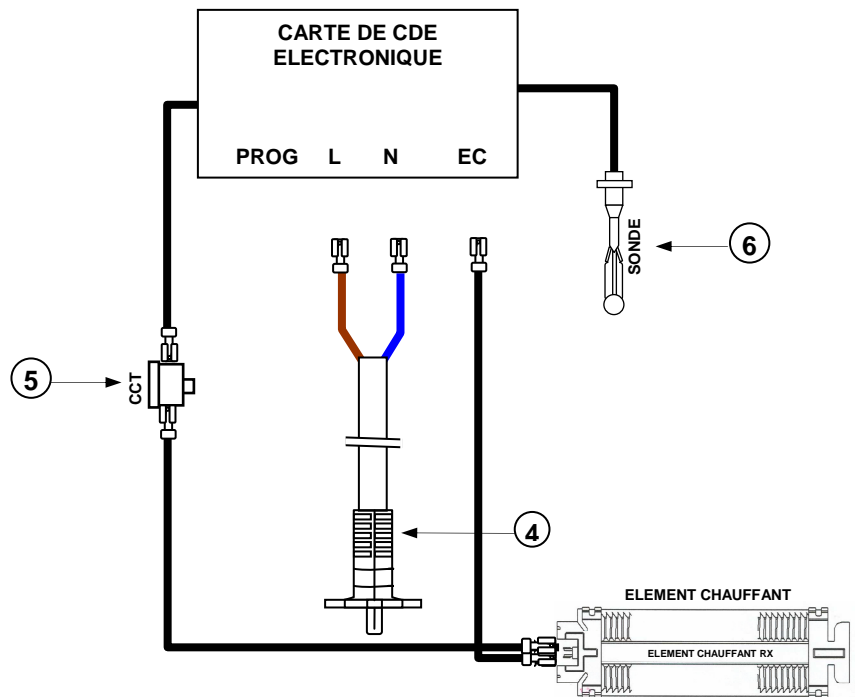 CARTE DE CDE
ELECTRONIQUE
PROG L N EC
SONDE
6
5
CCT
4
ELEMENT CHAUFFANT
ELEMENT CHAUFFANT RX